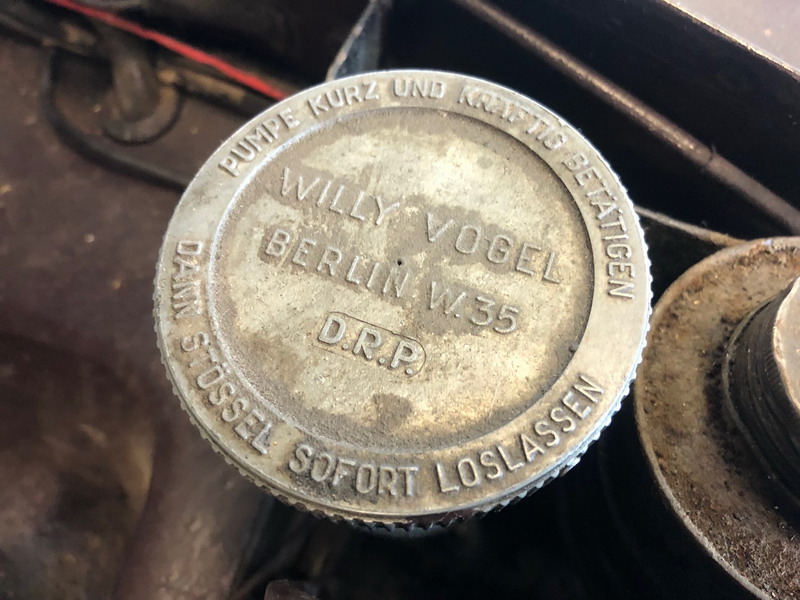 PUMPE KURZ UND KRÄFTIG BETÄTIGEN
DANN STÖSSEL SOFORT LOSLASSEN
WILLY VOGEL
BERLIN W.35
D.R.P.